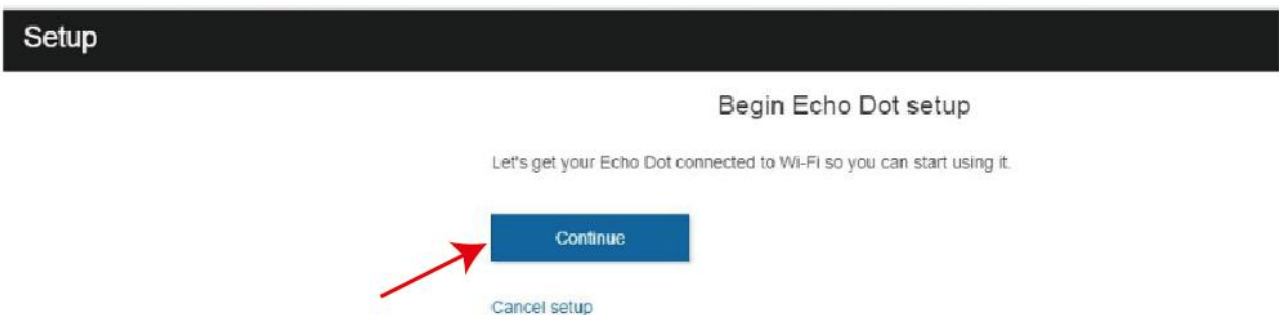 Setup
Begin Echo Dot setup
Let's get your Echo Dot connected to Wi-Fi so you can start using it.
Continue
Cancel setup